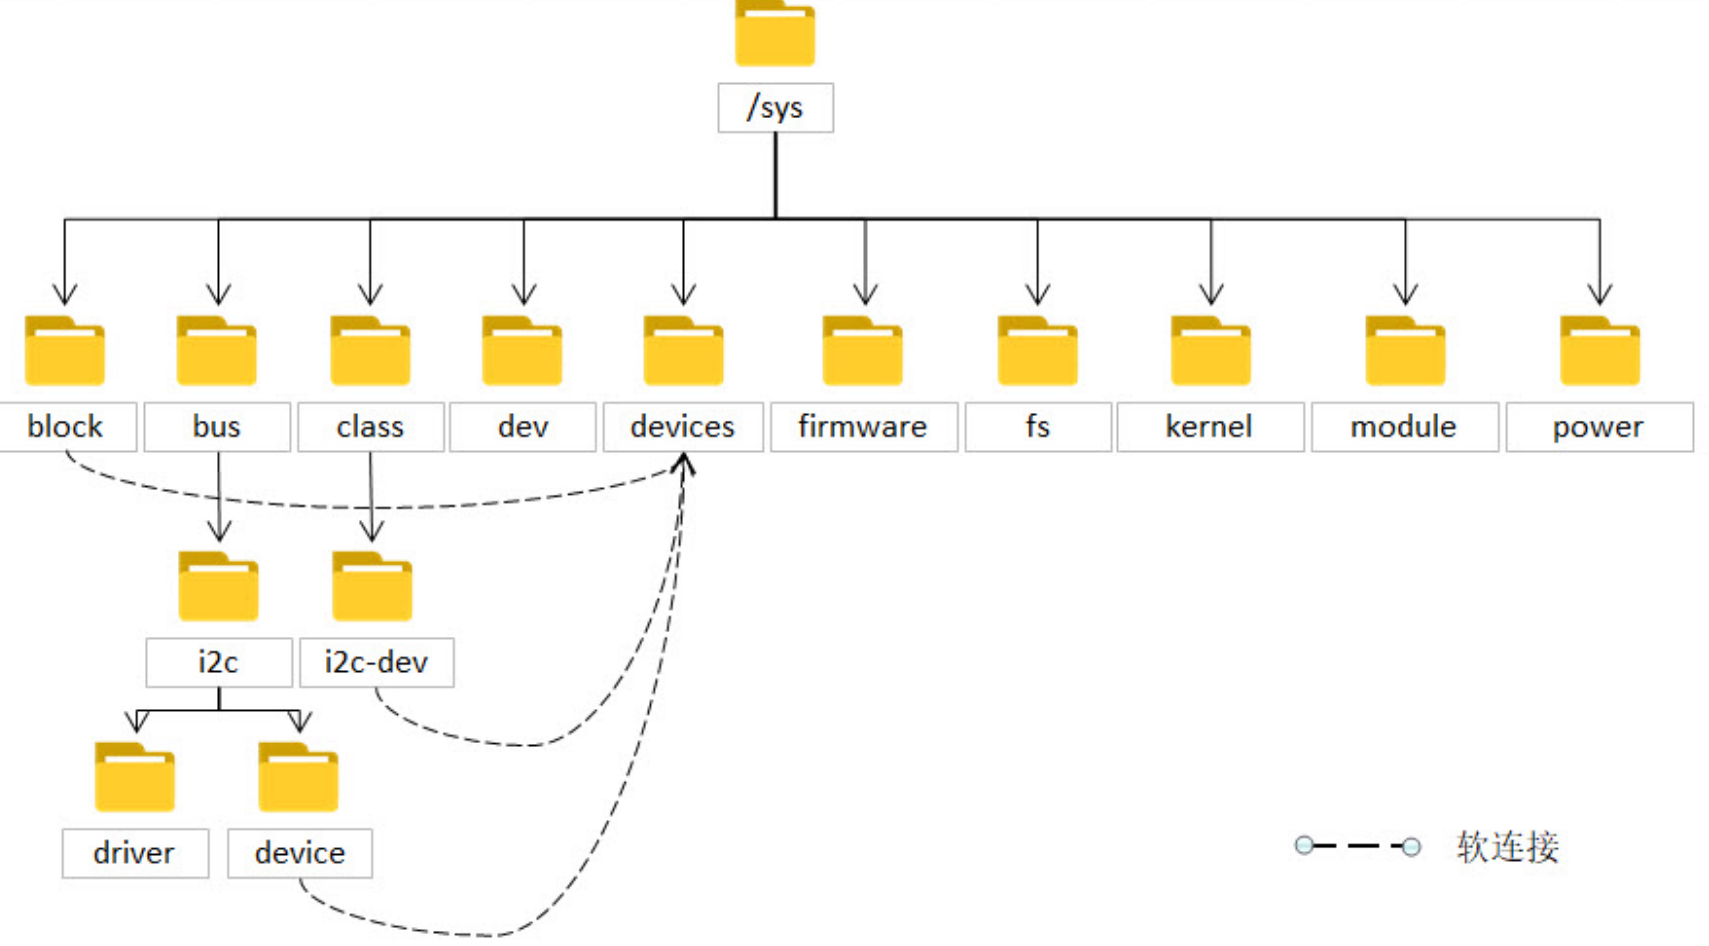 /sys
block
bus
class
dev
devices
firmware
fs
kernel
module
power
i2c
i2c-dev
driver
device
软连接